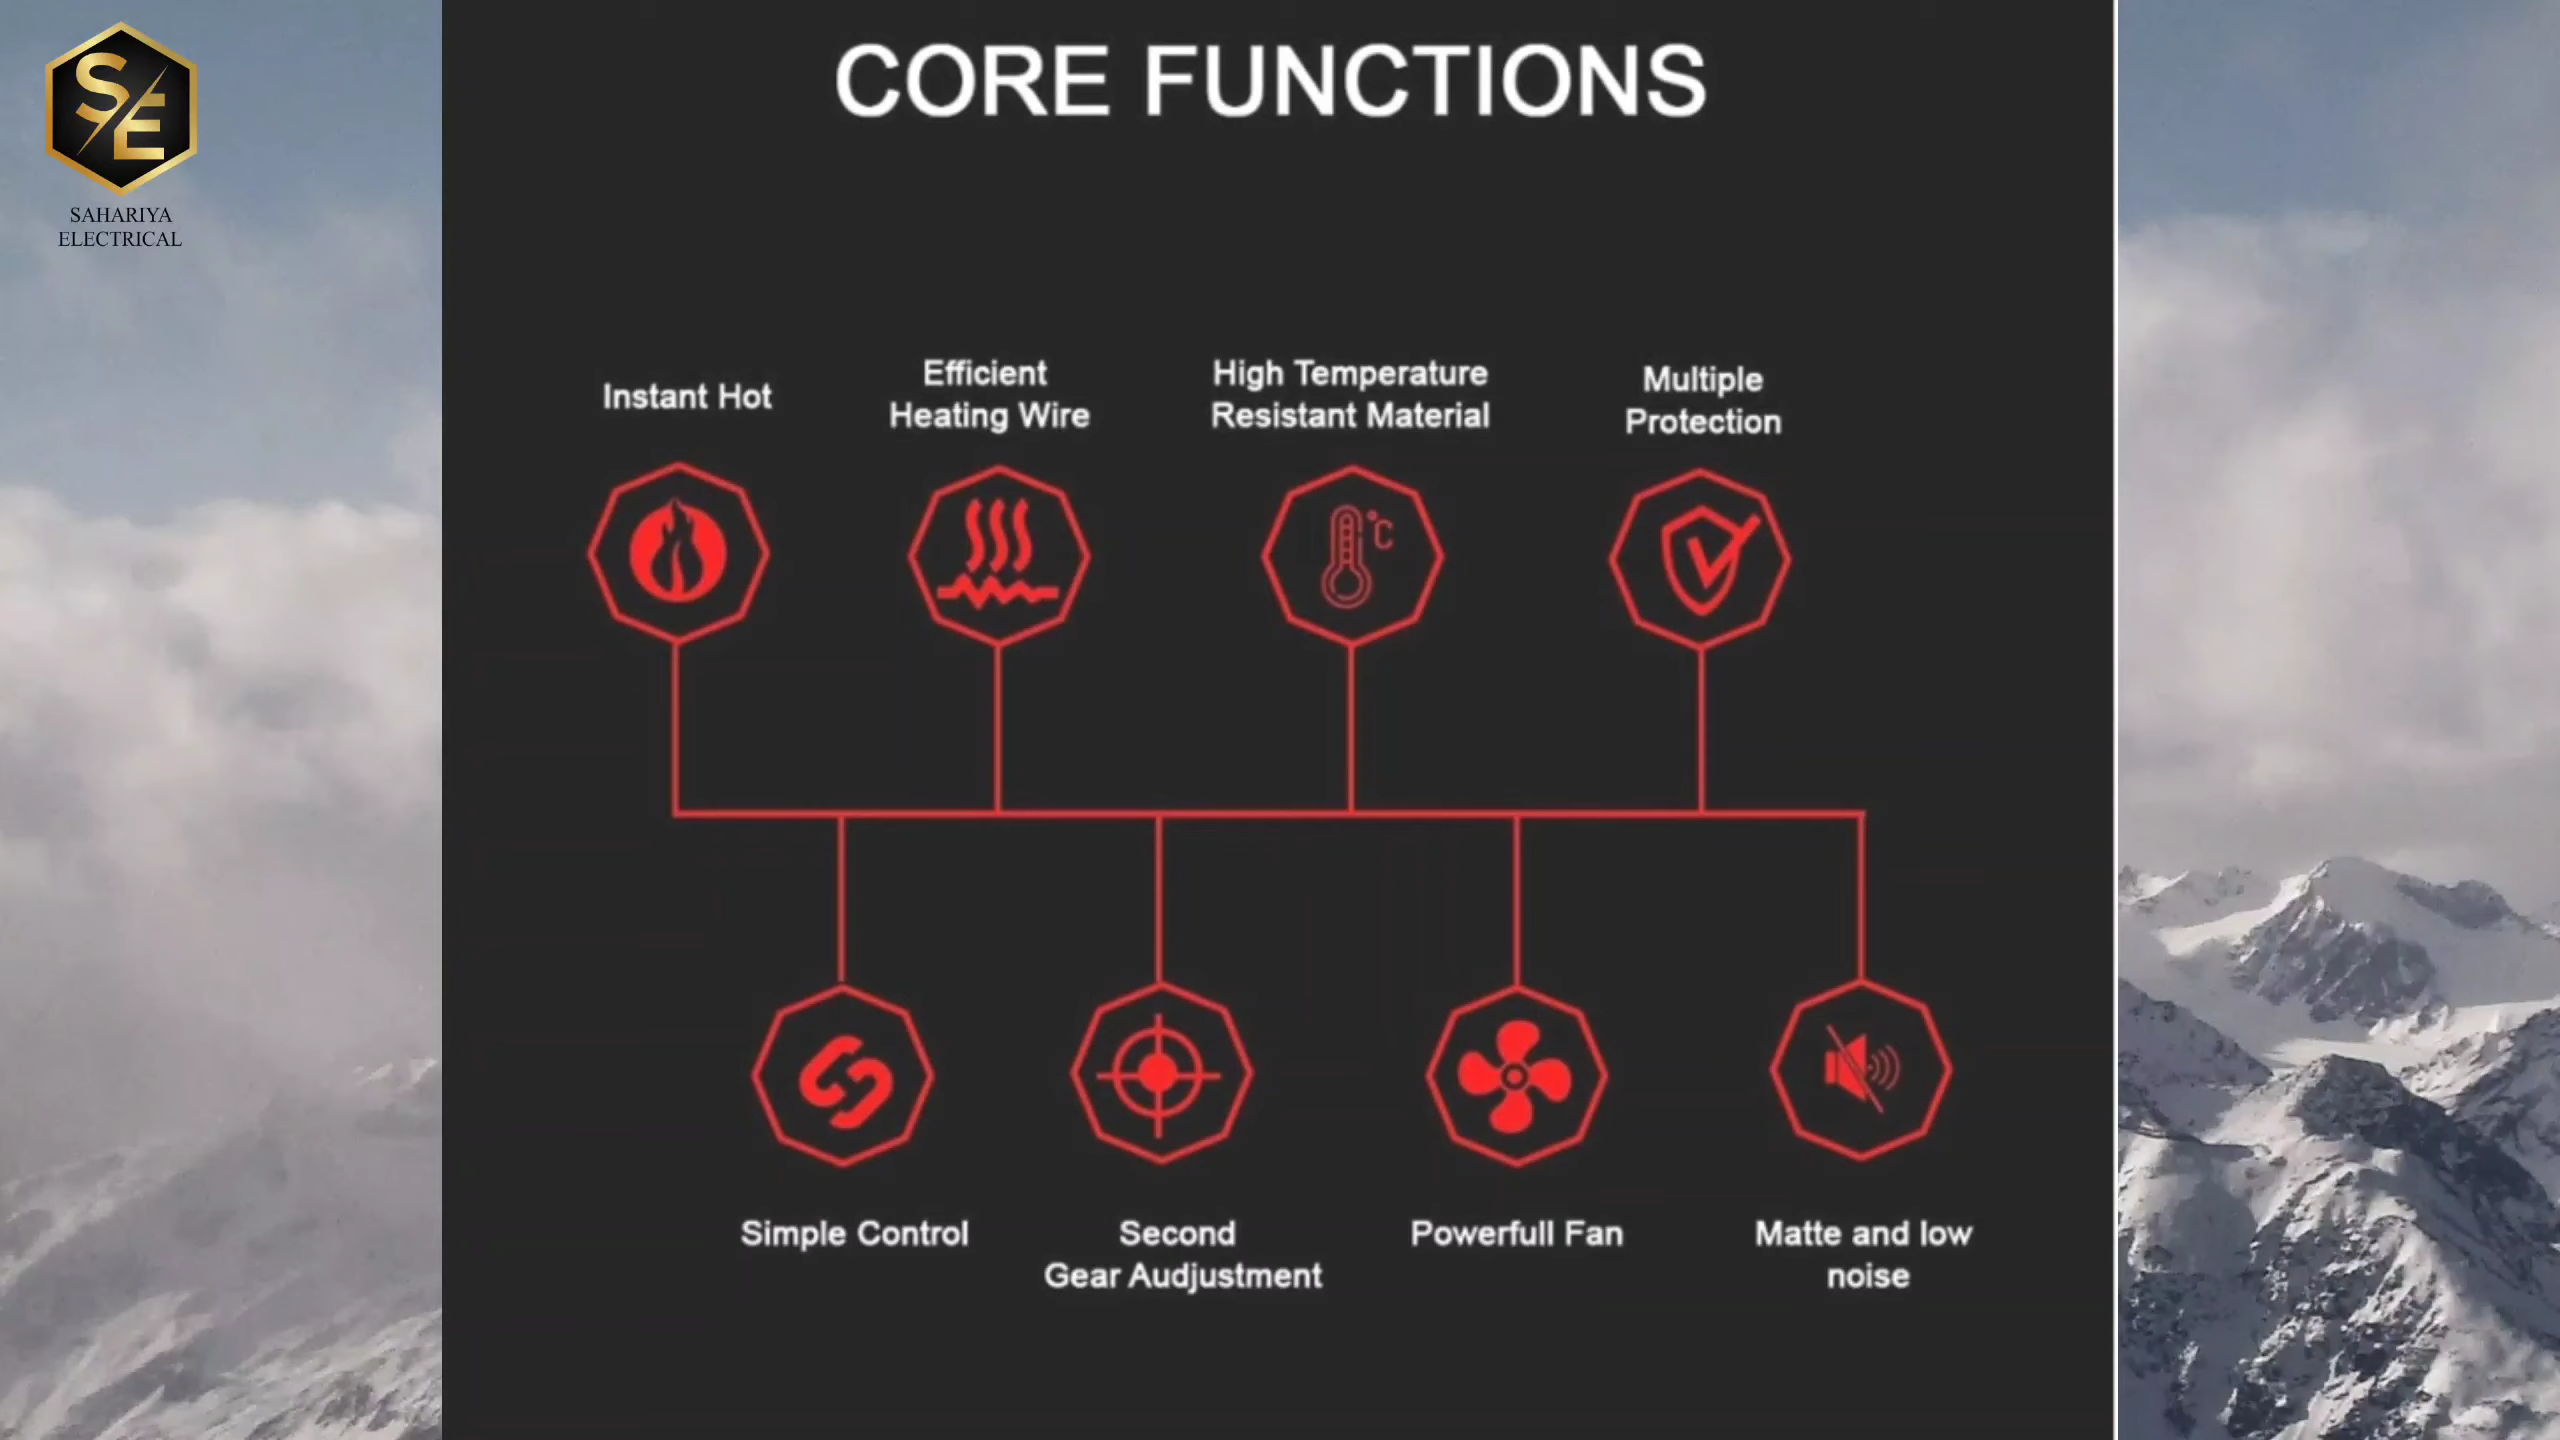 SE
SAHARIYA
ELECTRICAL
CORE FUNCTIONS
Instant Hot
Efficient
Heating Wire
High Temperature
Resistant Material
°C
Multiple
Protection
Simple Control
Second
Gear Audjustment
Powerfull Fan
Matte and low
noise